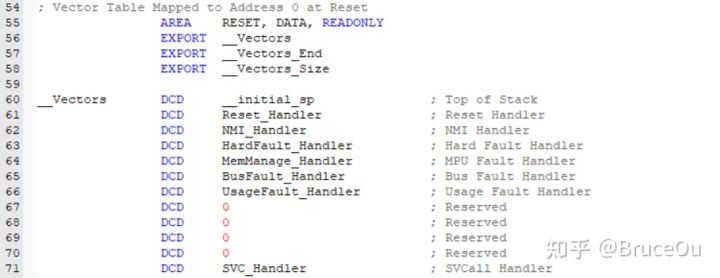 54 ; Vector Table Mapped to Address 0 at Reset
55 AREA RESET, DATA, READONLY
56 EXPORT __Vectors
57 EXPORT __Vectors_End
58 EXPORT __Vectors_Size
59
60 __Vectors DCD __initial_sp ; Top of Stack
61 DCD Reset_Handler ; Reset Handler
62 DCD NMI_Handler ; NMI Handler
63 DCD HardFault_Handler ; Hard Fault Handler
64 DCD MemManage_Handler ; MPU Fault Handler
65 DCD BusFault_Handler ; Bus Fault Handler
66 DCD UsageFault_Handler ; Usage Fault Handler
67 DCD 0 ; Reserved
68 DCD 0 ; Reserved
69 DCD 0 ; Reserved
70 DCD 0 ; Reserved
71 DCD SVC_Handler ; SVCall Handler
知乎 @BruceOu